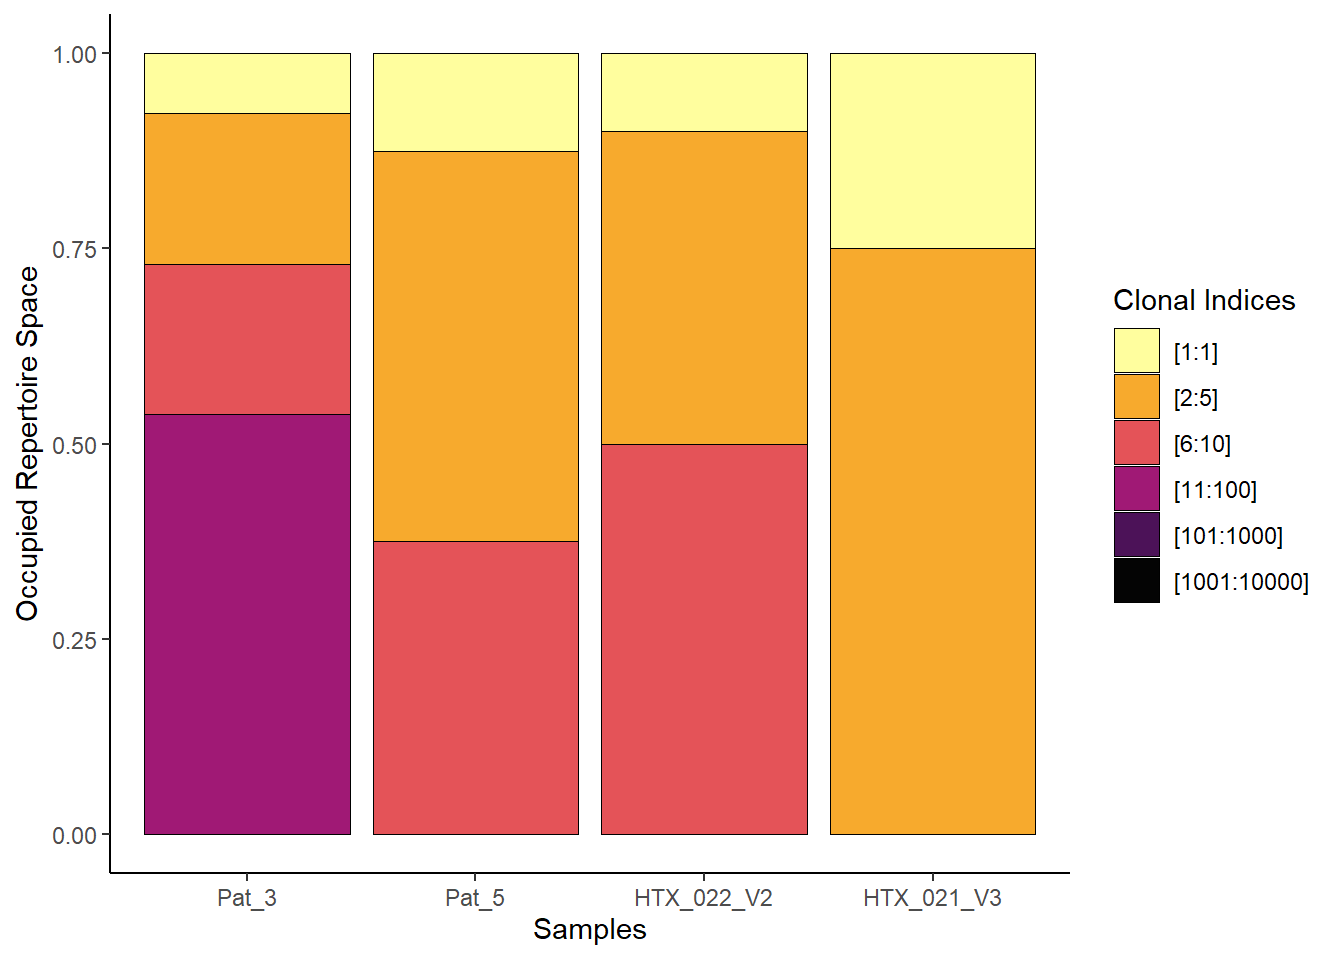 1.00
0.75
0.50
0.25
0.00
Occupied Repertoire Space
Pat_3
Pat_5
HTX_022_V2
HTX_021_V3
Samples
Clonal Indices
[1:1]
[2:5]
[6:10]
[11:100]
[101:1000]
[1001:10000]